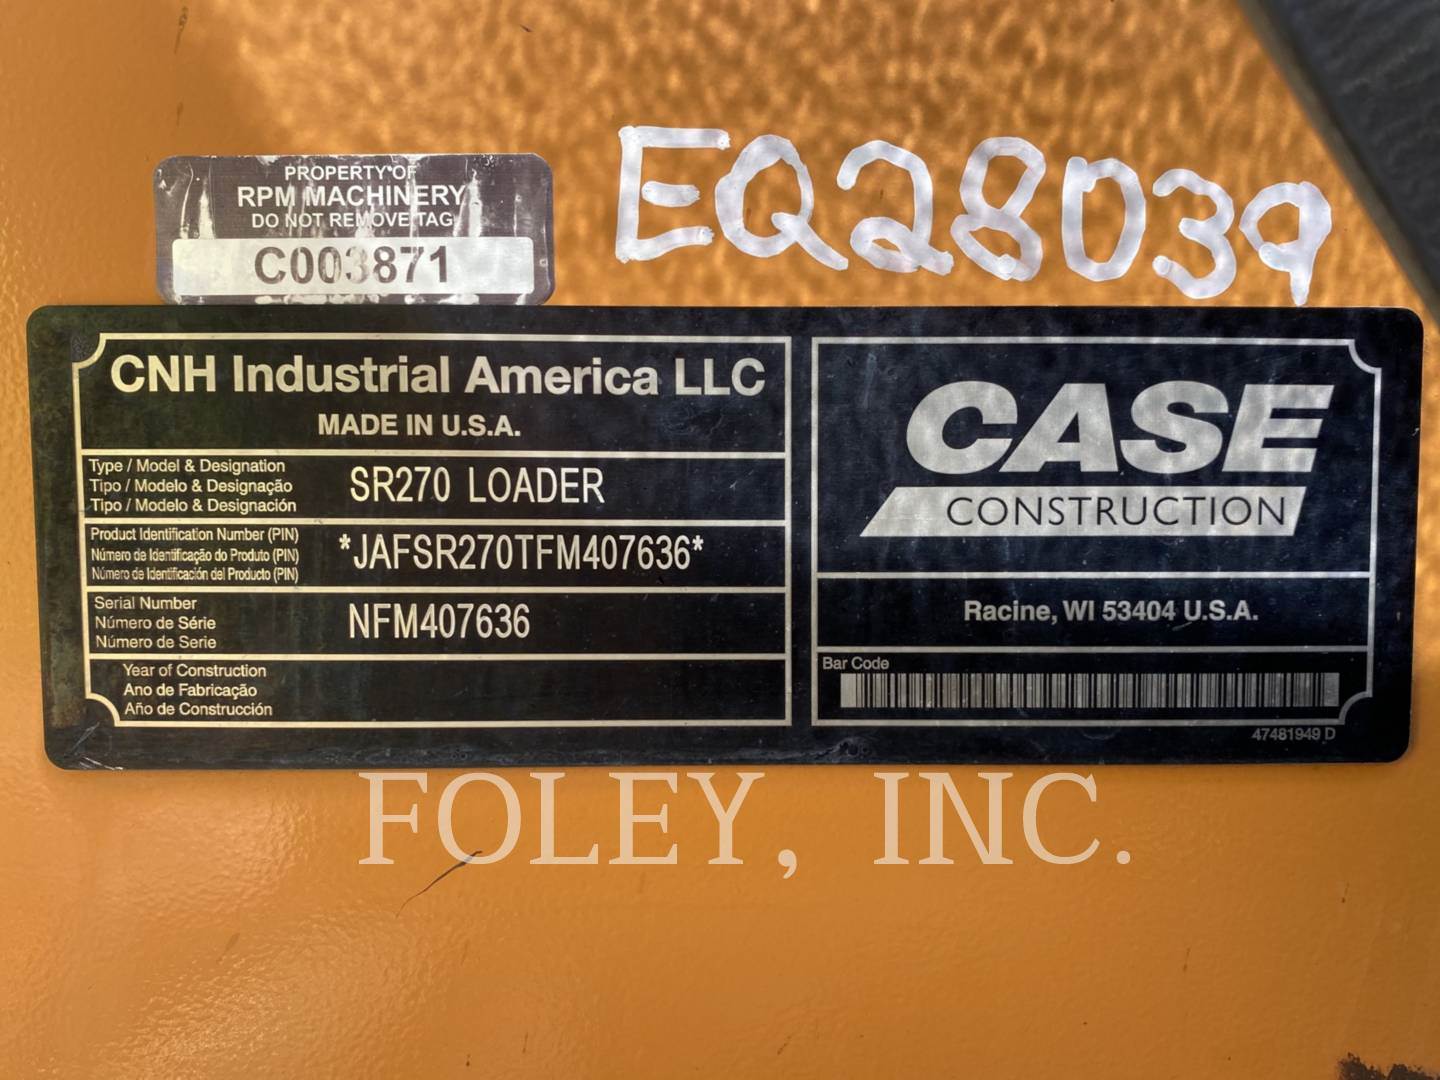 PROPERTY OF
RPM MACHINERY
DO NOT REMOVE TAG
C003871
EQ28039
CNH Industrial America LLC
MADE IN U.S.A.
Type / Model & Designation
Tipo / Modelo & Designação
Tipo / Modelo & Designación
SR270 LOADER
Product Identification Number (PIN)
Número de Identificação do Produto (PIN)
Número de Identificación del Producto (PIN)
*JAFSR270TFM407636*
Serial Number
Número de Série
Número de Serie
NFM407636
Year of Construction
Ano de Fabricação
Año de Construcción
CASE
CONSTRUCTION
Racine, WI 53404 U.S.A.
Bar Code
47481949 D
FOLEY, INC.